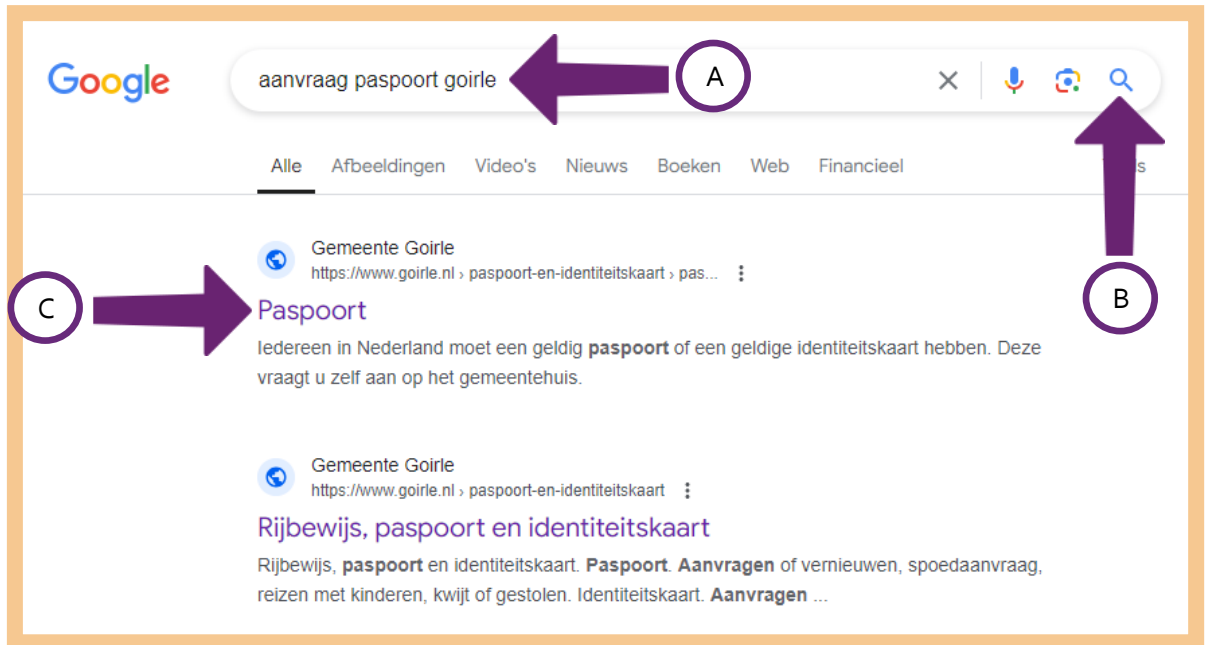 Google
aanvraag paspoort goirle
A
Alle Afbeeldingen Video's Nieuws Boeken Web Financieel
B
Gemeente Goirle
https://www.goirle.nl › paspoort-en-identiteitskaart › pas...
C
Paspoort
Iedereen in Nederland moet een geldig paspoort of een geldige identiteitskaart hebben. Deze
vraagt u zelf aan op het gemeentehuis.
Gemeente Goirle
https://www.goirle.nl › paspoort-en-identiteitskaart
Rijbewijs, paspoort en identiteitskaart
Rijbewijs, paspoort en identiteitskaart. Paspoort. Aanvragen of vernieuwen, spoedaanvraag,
reizen met kinderen, kwijt of gestolen. Identiteitskaart. Aanvragen ...